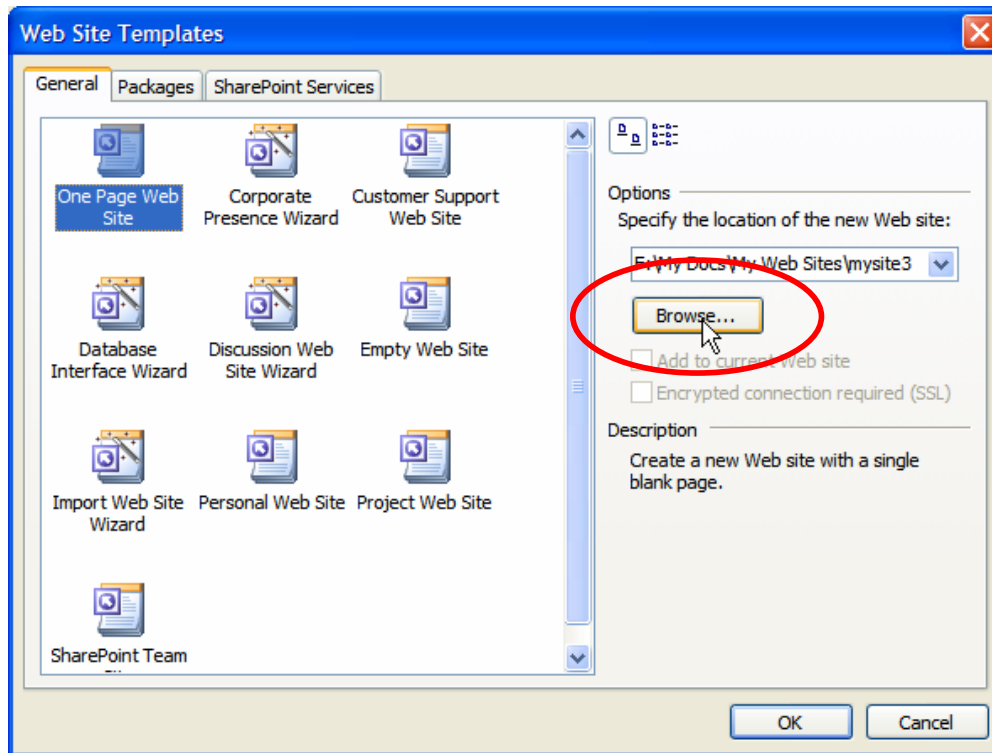 Web Site Templates
General Packages SharePoint Services
One Page Web
Site
Corporate
Presence Wizard
Customer Support
Web Site
Database
Interface Wizard
Discussion Web
Site Wizard
Empty Web Site
Import Web Site
Wizard
Personal Web Site
Project Web Site
SharePoint Team
Options
Specify the location of the new Web site:
E:\My Docs\My Web Sites\mysite3
Browse...
Add to current Web site
Encrypted connection required (SSL)
Description
Create a new Web site with a single
blank page.
OK Cancel